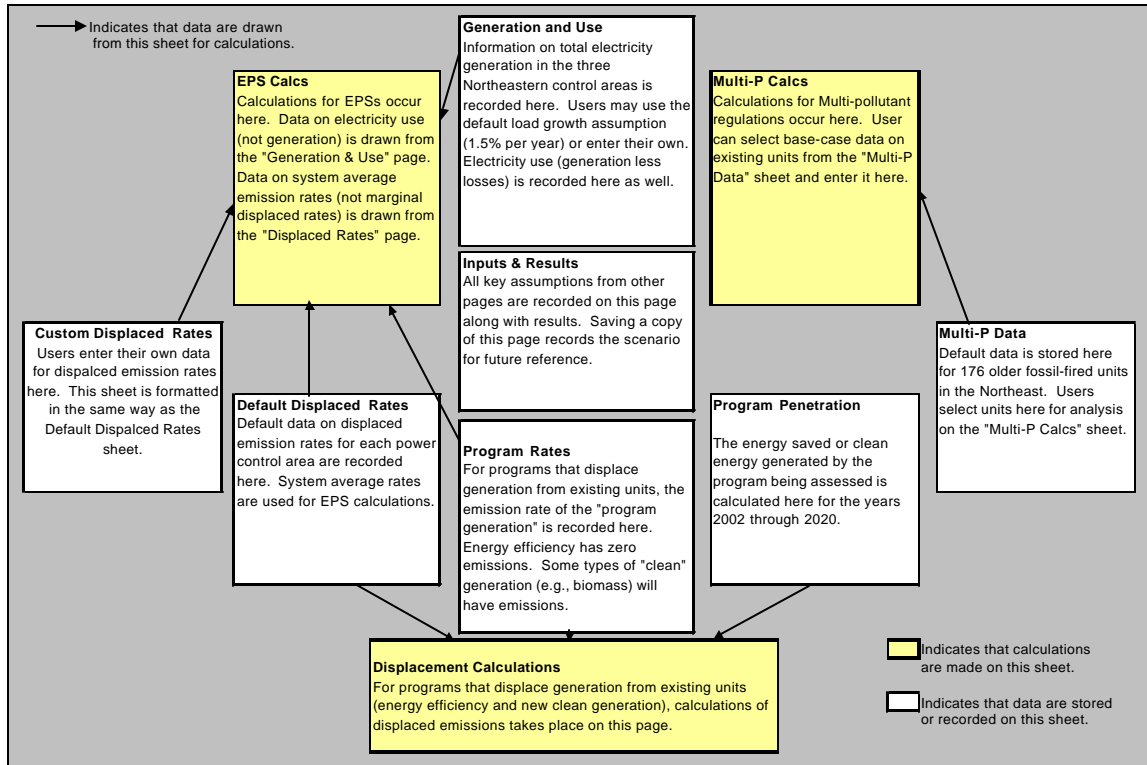 Indicates that data are drawn
from this sheet for calculations.
Generation and Use
Information on total electricity
generation in the three
Northeastern control areas is
recorded here. Users may use the
default load growth assumption
(1.5% per year) or enter their own.
Electricity use (generation less
losses) is recorded here as well.
EPS Calcs
Calculations for EPSs occur
here. Data on electricity use
(not generation) is drawn from
the "Generation & Use" page.
Data on system average
emission rates (not marginal
displaced rates) is drawn from
the "Displaced Rates" page.
Multi-P Calcs
Calculations for Multi-pollutant
regulations occur here. User
can select base-case data on
existing units from the "Multi-P
Data" sheet and enter it here.
Inputs & Results
All key assumptions from other
pages are recorded on this page
along with results. Saving a copy
of this page records the scenario
for future reference.
Custom Displaced Rates
Users enter their own data
for dispalced emission rates
here. This sheet is formatted
in the same way as the
Default Dispalced Rates
sheet.
Default Displaced Rates
Default data on displaced
emission rates for each power
control area are recorded
here. System average rates
are used for EPS calculations.
Program Rates
For programs that displace
generation from existing units, the
emission rate of the "program
generation" is recorded here.
Energy efficiency has zero
emissions. Some types of "clean"
generation (e.g., biomass) will
have emissions.
Program Penetration
The energy saved or clean
energy generated by the
program being assessed is
calculated here for the years
2002 through 2020.
Multi-P Data
Default data is stored here
for 176 older fossil-fired units
in the Northeast. Users
select units here for analysis
on the "Multi-P Calcs" sheet.
Displacement Calculations
For programs that displace generation from existing units
(energy efficiency and new clean generation), calculations of
displaced emissions takes place on this page.
Indicates that calculations
are made on this sheet.
Indicates that data are stored
or recorded on this sheet.